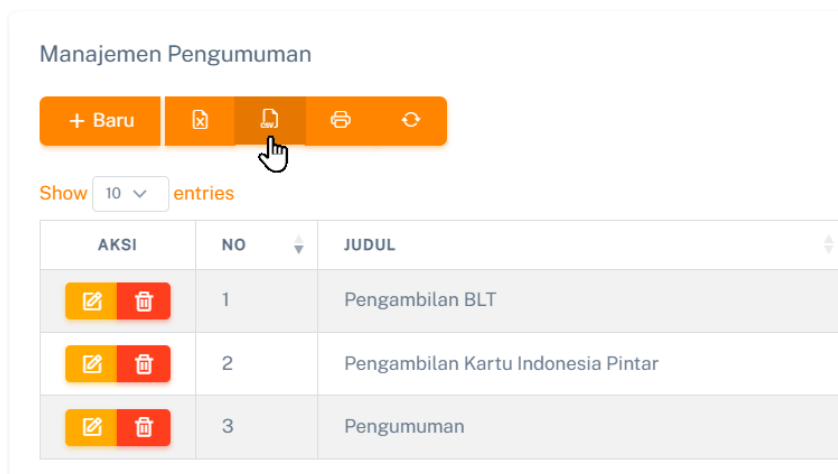 Manajemen Pengumuman
+ Baru
CSV
Show 10 entries
AKSI NO JUDUL
1 Pengambilan BLT
2 Pengambilan Kartu Indonesia Pintar
3 Pengumuman